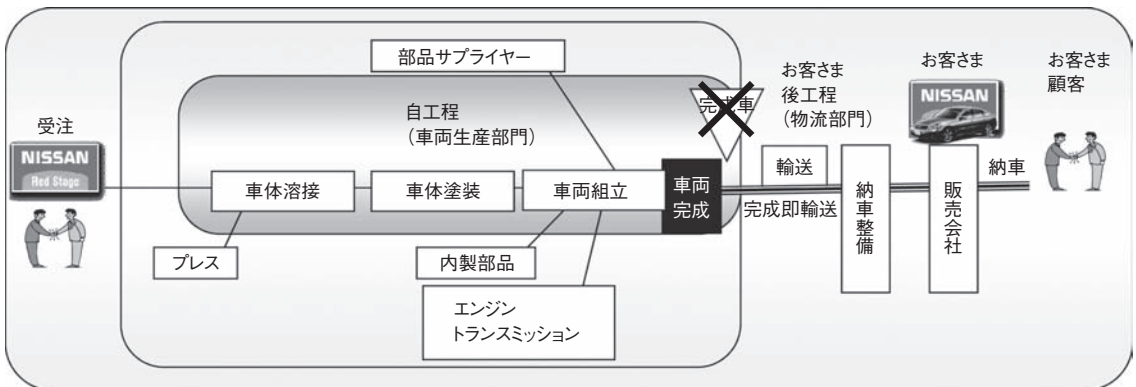 部品サプライヤー
自工程
(車両生産部門)
完成車
お客さま
後工程
(物流部門)
お客さま
NISSAN
お客さま
顧客
受注
NISSAN
Red Stage
車体溶接
車体塗装
車両組立
車両
完成
輸送
完成即輸送
納車整備
販売会社
納車
プレス
内製部品
エンジン
トランスミッション